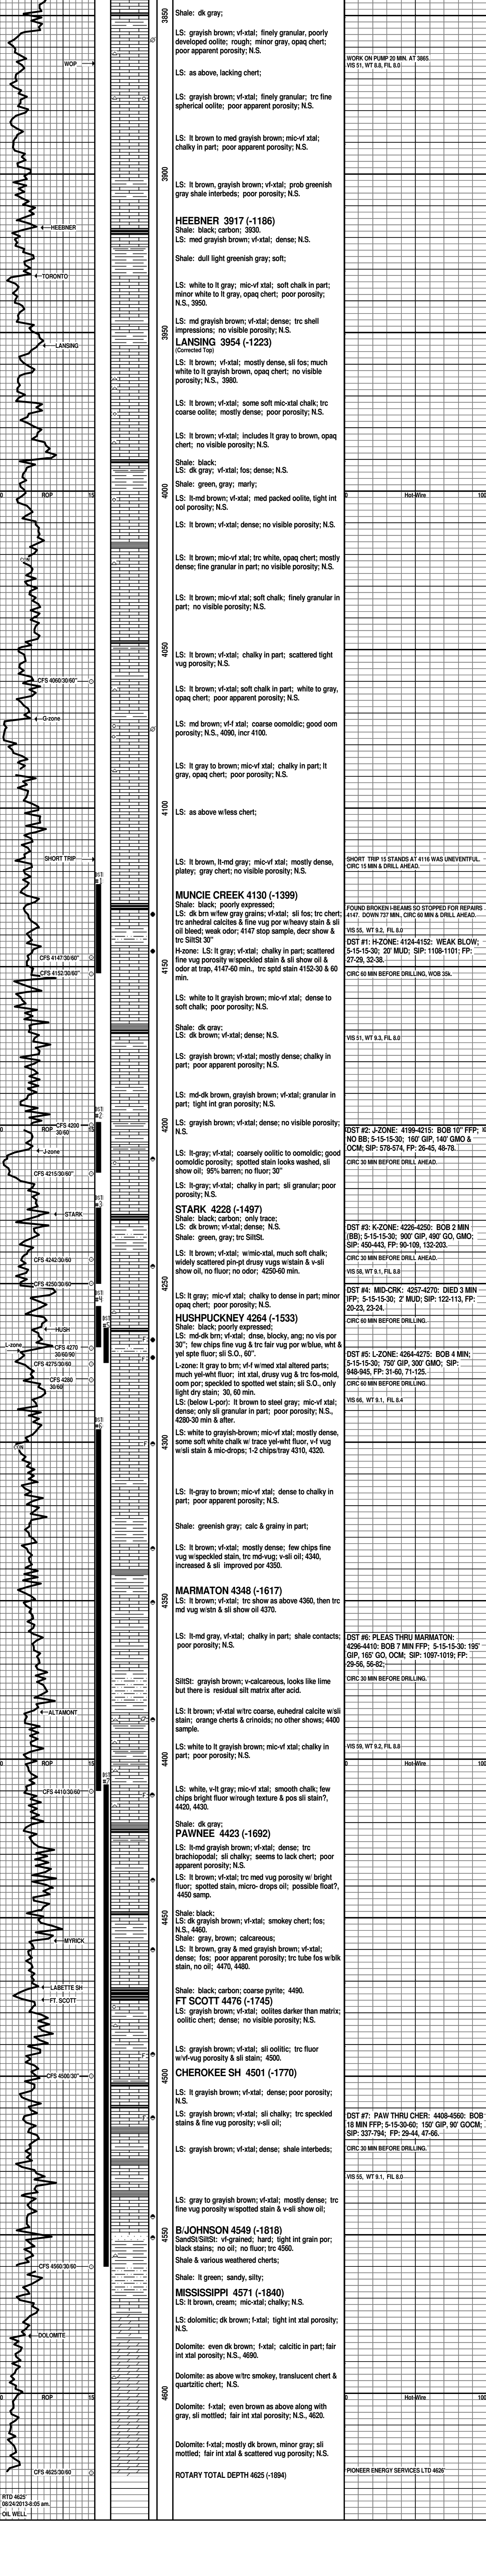 3850
Shale: dk gray;
LS: grayish brown; vf-xtal; finely granular, poorly
developed oolite; rough; minor gray, opaq chert;
poor apparent porosity; N.S.
WOP
WORK ON PUMP 20 MIN. AT 3865
VIS 51, WT 8.8, FIL 8.0
LS: as above, lacking chert;
LS: grayish brown; vf-xtal; finely granular; trc fine
spherical oolite; poor apparent porosity; N.S.
LS: lt brown to med grayish brown; mic-vf xtal;
chalky in part; poor apparent porosity; N.S.
3900
LS: lt brown, grayish brown; vf-xtal; prob greenish
gray shale interbeds; poor porosity; N.S.
HEEBNER 3917 (-1186)
HEEBNER
Shale: black; carbon; 3930.
LS: med grayish brown; vf-xtal; dense; N.S.
Shale: dull light greenish gray; soft;
TORONTO
LS: white to lt gray; mic-vf xtal; soft chalk in part;
minor white to lt gray, opaq chert; poor porosity;
N.S., 3950.
LS: md grayish brown; vf-xtal; dense; trc shell
impressions; no visible porosity; N.S.
3950
LANSING 3954 (-1223)
(Corrected Top)
LANSING
LS: lt brown; vf-xtal; mostly dense, sli fos; much
white to lt grayish brown, opaq chert; no visible
porosity; N.S., 3980.
LS: lt brown; vf-xtal; some soft mic-xtal chalk; trc
coarse oolite; mostly dense; poor porosity; N.S.
LS: lt brown; vf-xtal; includes lt gray to brown, opaq
chert; no visible porosity; N.S.
Shale: black;
LS: dk gray; vf-xtal; fos; dense; N.S.
Shale: green, gray; marly;
4000
0 ROP 15
0 Hot-Wire 100
LS: lt-md brown; vf-xtal; med packed oolite, tight int
ool porosity; N.S.
LS: lt brown; vf-xtal; dense; no visible porosity; N.S.
CON
LS: lt brown; mic-vf xtal; trc white, opaq chert; mostly
dense; fine granular in part; no visible porosity; N.S.
LS: lt brown; mic-vf xtal; soft chalk; finely granular in
part; no visible porosity; N.S.
4050
LS: lt brown; vf-xtal; chalky in part; scattered tight
vug porosity; N.S.
CFS 4060/30/60"
LS: lt brown; vf-xtal; soft chalk in part; white to gray,
opaq chert; poor apparent porosity; N.S.
G-zone
LS: md brown; v-f-f xtal; coarse oomoldic; good oom
porosity; N.S., 4090, incr 4100.
LS: lt gray to brown; mic-vf xtal; chalky in part; lt
gray, opaq chert; poor porosity; N.S.
4100
LS: as above w/less chert;
SHORT TRIP
SHORT TRIP 15 STANDS AT 4116 WAS UNEVENTFUL.
CIRC 15 MIN & DRILL AHEAD.
LS: lt brown, lt-md gray; mic-vf xtal; mostly dense,
platey; gray chert; no visible porosity; N.S.
DST
#1
MUNCIE CREEK 4130 (-1399)
Shale: black; poorly expressed;
LS: dk brn w/few gray grains; vf-xtal; sli fos; trc chert;
trc anhedral calcites & fine vug por w/heavy stain & sli
oil bleed; weak odor; 4147 stop sample, decr show &
trc SiltSt 30"
FOUND BROKEN I-BEAMS SO STOPPED FOR REPAIRS
4147. DOWN 737 MIN., CIRC 60 MIN & DRILL AHEAD.
VIS 55, WT 9.2, FIL 8.0
DST #1: H-ZONE: 4124-4152: WEAK BLOW;
5-15-15-30; 20' MUD; SIP: 1108-1101; FP:
27-29, 32-38.
CFS 4147/30/60"
4150
H-zone: LS: lt gray; vf-xtal; chalky in part; scattered
fine vug porosity w/speckled stain & sli show oil &
odor at trap, 4147-60 min., trc sptd stain 4152-30 & 60
min.
CFS 4152/30/60"
CIRC 60 MIN BEFORE DRILLING, WOB 35k.
LS: white to lt grayish brown; mic-vf xtal; dense to
soft chalk; poor apparent porosity; N.S.
Shale: dk gray;
LS: dk brown; vf-xtal; dense; N.S.
VIS 51, WT 9.3, FIL 8.0
LS: grayish brown; vf-xtal; mostly dense; chalky in
part; poor apparent porosity; N.S.
LS: md-dk brown, grayish brown; vf-xtal; granular in
part; tight int gran porosity; N.S.
DST
#2
4200
LS: grayish brown; vf-xtal; dense; no visible porosity;
N.S.
CFS 4200
30/60
ROP 15
DST #2: J-ZONE: 4199-4215: BOB 10" FFP;
NO BB; 5-15-15-30; 160' GIP, 140' GMO &
OCM; SIP: 578-574, FP: 26-45, 48-78.
J-zone
LS: lt-gray; vf-xtal; coarsely oolitic to oomoldic; good
oomoldic porosity; spotted stain looks washed, sli
show oil; 95% barren; no fluor; 30"
CIRC 30 MIN BEFORE DRILL AHEAD.
CFS 4215/30/60"
LS: lt-gray; vf-xtal; chalky in part; sli granular; poor
porosity; N.S.
DST
#3
STARK 4228 (-1497)
STARK
Shale: black; carbon; only trace;
LS: dk brown; vf-xtal; dense; N.S.
Shale: green, gray; trc SiltSt.
DST #3: K-ZONE: 4226-4250: BOB 2 MIN
(BB); 5-15-15-30; 900' GIP, 490' GO, GMO:
SIP: 450-443, FP: 90-109, 132-203.
CFS 4242/30/60
LS: lt brown; vf-xtal; w/mic-xtal, much soft chalk;
widely scattered pin-pt drusy vugs w/stain & v-sli
show oil, no fluor; no odor; 4250-60 min.
CIRC 30 MIN BEFORE DRILL AHEAD.
VIS 58, WT 9.1, FIL 8.8
4250
CFS 4250/30/60
DST
#4
LS: lt gray; mic-vf xtal; chalky to dense in part; minor
opaq chert; poor porosity; N.S.
DST #4: MID-CRK: 4257-4270: DIED 3 MIN
IFP; 5-15-15-30; 2' MUD; SIP: 122-113, FP:
20-23, 23-24.
HUSHPUCKNEY 4264 (-1533)
HUSH
Shale: black; poorly expressed;
LS: md-dk brn; vf-xtal; dnse, blocky, ang; no vis por
30"; few chips fine vug & trc fair vug por w/blue, wht &
yel spte fluor; sli S.O., 60".
CIRC 60 MIN BEFORE DRILLING.
L-zone
CFS 4270
30/60/90
CFS 4275/30/60
L-zone: lt gray to brn; vf-f w/med xtal altered parts;
much yel-wht fluor; int xtal, drusy vug & trc fos-mold,
oom por; speckled to spotted wet stain; sli S.O., only
light dry stain; 30, 60 min.
DST #5: L-ZONE: 4264-4275: BOB 4 MIN;
5-15-15-30; 750' GIP, 300' GMO; SIP:
948-945, FP: 31-60, 71-125.
CFS 4280
30/60
CIRC 60 MIN BEFORE DRILLING.
LS: (below L-por): lt brown to steel gray; mic-vf xtal;
dense; only sli granular in part; poor porosity; N.S.,
4280-30 min & after.
VIS 66, WT 9.1, FIL 8.4
DST
#6
4300
LS: white to grayish-brown; mic-vf xtal; mostly dense,
some soft white chalk w/ trace yel-wht fluor, v-f vug
w/sli stain & mic-drops; 1-2 chips/tray 4310, 4320.
CON
LS: lt-gray to brown; mic-vf xtal; dense to chalky in
part; poor apparent porosity; N.S.
Shale: greenish gray; calc & grainy in part;
LS: lt brown; vf-xtal; mostly dense; few chips fine
vug w/speckled stain, trc md-vug; v-sli oil; 4340,
increased & sli improved por 4350.
4350
MARMATON 4348 (-1617)
LS: lt brown; vf-xtal; trc show as above 4360, then trc
md vug w/stn & sli show oil 4370.
LS: lt-md gray, vf-xtal; chalky in part; shale contacts;
poor porosity; N.S.
DST #6: PLEAS THRU MARMATON:
4296-4410: BOB 7 MIN FFP; 5-15-15-30: 195'
GIP, 165' GO, OCM; SIP: 1097-1019; FP:
29-56, 56-82;
CIRC 30 MIN BEFORE DRILLING.
SiltSt: grayish brown; v-calcareous, looks like lime
but there is residual silt matrix after acid.
ALTAMONT
LS: lt brown; vf-xtal w/trc coarse, euhedral calcite w/sli
stain; orange cherts & crinoids; no other shows; 4400
sample.
VIS 59, WT 9.2, FIL 8.8
4400
LS: white to lt grayish brown; mic-vf xtal; chalky in
part; poor porosity; N.S.
0 ROP 15
0 Hot-Wire 100
DST
#7
CFS 4410/30/60
LS: white, v-lt gray; mic-vf xtal; smooth chalk; few
chips bright fluor w/rough texture & pos sli stain?,
4420, 4430.
Shale: dk gray;
PAWNEE 4423 (-1692)
LS: lt-md grayish brown; vf-xtal; dense; trc
brachiopodal; sli chalky; seems to lack chert; poor
apparent porosity; N.S.
LS: lt brown; vf-xtal; trc med vug porosity w/ bright
fluor; spotted stain, micro- drops oil; possible float?,
4450 samp.
4450
Shale: black;
LS: dk grayish brown; vf-xtal; smokey chert; fos;
N.S., 4460.
Shale: gray, brown; calcareous;
MYRICK
LS: lt brown, gray & med grayish brown; vf-xtal;
dense; fos; poor apparent porosity; trc tube fos w/blk
stain, no oil; 4470, 4480.
LABETTE SH
Shale: black; carbon; coarse pyrite; 4490.
FT SCOTT 4476 (-1745)
FT. SCOTT
LS: grayish brown; vf-xtal; oolites darker than matrix;
oolitic chert; dense; no visible porosity; N.S.
LS: grayish brown; vf-xtal; sli oolitic; trc fluor
w/vf-vug porosity & sli stain; 4500.
4500
CFS 4500/30"
CHEROKEE SH 4501 (-1770)
LS: lt grayish brown; vf-xtal; dense; poor porosity;
N.S.
LS: grayish brown; vf-xtal; sli chalky; trc speckled
stains & fine vug porosity; v-sli oil;
DST #7: PAW THRU CHER: 4408-4560: BOB
18 MIN FFP; 5-15-30-60; 150' GIP, 90' GOCM;
SIP: 337-794; FP: 29-44, 47-66.
LS: grayish brown; vf-xtal; dense; shale interbeds;
CIRC 30 MIN BEFORE DRILLING.
VIS 55, WT 9.1, FIL 8.0
LS: gray to grayish brown; vf-xtal; mostly dense; trc
fine vug porosity w/spotted stain & v-sli show oil;
4550
B/JOHNSON 4549 (-1818)
SandSt/SiltSt: vf-grained; hard; tight int grain por;
black stains; no oil; no fluor; trc 4560.
Shale & various weathered cherts;
CFS 4560/30/60
Shale: lt green; sandy, silty;
MISSISSIPPI 4571 (-1840)
LS: lt brown, cream; mic-xtal; chalky; N.S.
LS: dolomitic; dk brown; f-xtal; tight int xtal porosity;
N.S.
DOLOMITE
Dolomite: even dk brown; f-xtal; calcitic in part; fair
int xtal porosity; N.S., 4690.
Dolomite: as above w/trc smokey, translucent chert &
quartzitic chert; N.S.
4600
0 ROP 15
0 Hot-Wire 100
Dolomite: f-xtal; even brown as above along with
gray, sli mottled; fair int xtal porosity; N.S., 4620.
Dolomite: f-xtal; mostly dk brown, minor gray; sli
mottled; fair int xtal & scattered vug porosity; N.S.
CFS 4625/30/60
ROTARY TOTAL DEPTH 4625 (-1894)
PIONEER ENERGY SERVICES LTD 4626'
RTD 4625'
08/24/2013-8:05 am.
OIL WELL